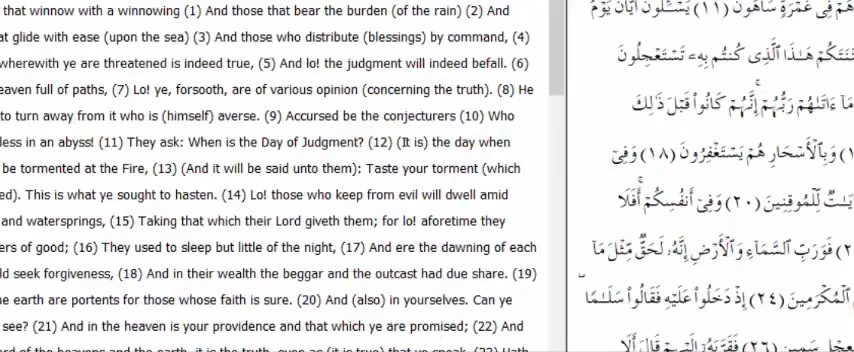 that winnow with a winnowing (1) And those that bear the burden (of the rain) (2) And
at glide with ease (upon the sea) (3) And those who distribute (blessings) by command, (4)
wherewith ye are threatened is indeed true, (5) And lo! the judgment will indeed befall. (6)
eaven full of paths, (7) Lo! ye, forsooth, are of various opinion (concerning the truth). (8) He
to turn away from it who is (himself) averse. (9) Accursed be the conjecturers (10) Who
less in an abyss! (11) They ask: When is the Day of Judgment? (12) (It is) the day when
be tormented at the Fire, (13) (And it will be said unto them): Taste your torment (which
ed). This is what ye sought to hasten. (14) Lo! those who keep from evil will dwell amid
and watersprings, (15) Taking that which their Lord giveth them; for lo! aforetime they
ers of good; (16) They used to sleep but little of the night, (17) And ere the dawning of each
ld seek forgiveness, (18) And in their wealth the beggar and the outcast had due share. (19)
he earth are portents for those whose faith is sure. (20) And (also) in yourselves. Can ye
see? (21) And in the heaven is your providence and that which ye are promised; (22) And
هُمْ فِى غَمْرَةٍ سَاهُونَ (١١) يَسْـَٔلُونَ أَيَّانَ يَوْمُ
فِتْنَتَكُمْ هَـٰذَا ٱلَّذِى كُنتُم بِهِۦ تَسْتَعْجِلُونَ
مَآ ءَاتَىٰهُمْ رَبُّهُمْ ۚ إِنَّهُمْ كَانُوا۟ قَبْلَ ذَٰلِكَ
وَبِٱلْأَسْحَارِ هُمْ يَسْتَغْفِرُونَ (١٨) وَفِىٓ
لِّلْمُوقِنِينَ (٢٠) وَفِىٓ أَنفُسِكُمْ ۚ أَفَلَا
فَوَرَبِّ ٱلسَّمَآءِ وَٱلْأَرْضِ إِنَّهُۥ لَحَقٌّ مِّثْلَ مَآ
ٱلْمُكْرَمِينَ (٢٤) إِذْ دَخَلُوا۟ عَلَيْهِ فَقَالُوا۟ سَلَـٰمًا